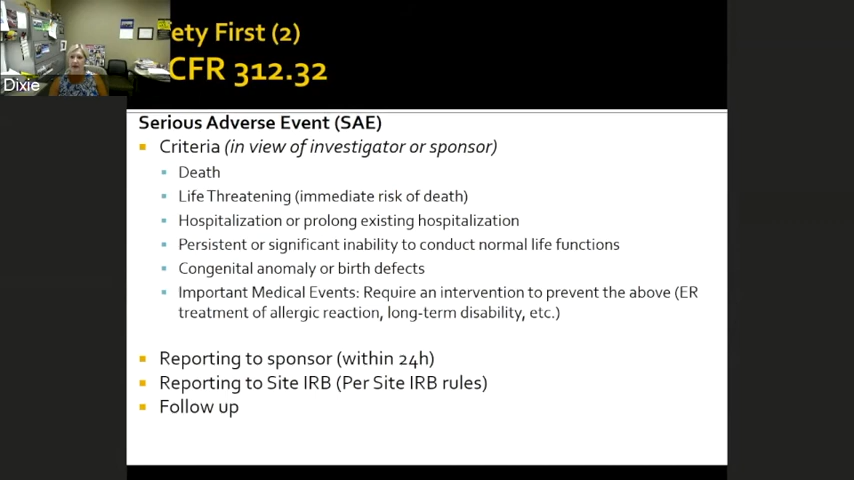 ety First (2)
CFR 312.32
Dixie
Serious Adverse Event (SAE)
Criteria (in view of investigator or sponsor)
Death
Life Threatening (immediate risk of death)
Hospitalization or prolong existing hospitalization
Persistent or significant inability to conduct normal life functions
Congenital anomaly or birth defects
Important Medical Events: Require an intervention to prevent the above (ER
treatment of allergic reaction, long-term disability, etc.)
Reporting to sponsor (within 24h)
Reporting to Site IRB (Per Site IRB rules)
Follow up